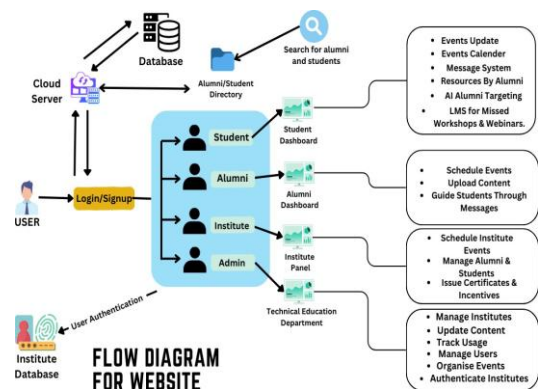 Database
Search for alumni
and students
Cloud
Server
Alumni/Student
Directory
USER
Login/Signup
Student
Alumni
Institute
Admin
Student
Dashboard
Alumni
Dashboard
Institute
Panel
Technical Education
Department
• Events Update
• Events Calender
• Message System
• Resources By Alumni
• AI Alumni Targeting
• LMS for Missed
Workshops & Webinars.
• Schedule Events
• Upload Content
• Guide Students Through
Messages
• Schedule Institute
Events
• Manage Alumni &
Students
• Issue Certificates &
Incentives
• Manage Institutes
• Update Content
• Track Usage
• Manage Users
• Organise Events
• Authenticate Institutes
User Authentication
Institute
Database
FLOW DIAGRAM
FOR WEBSITE